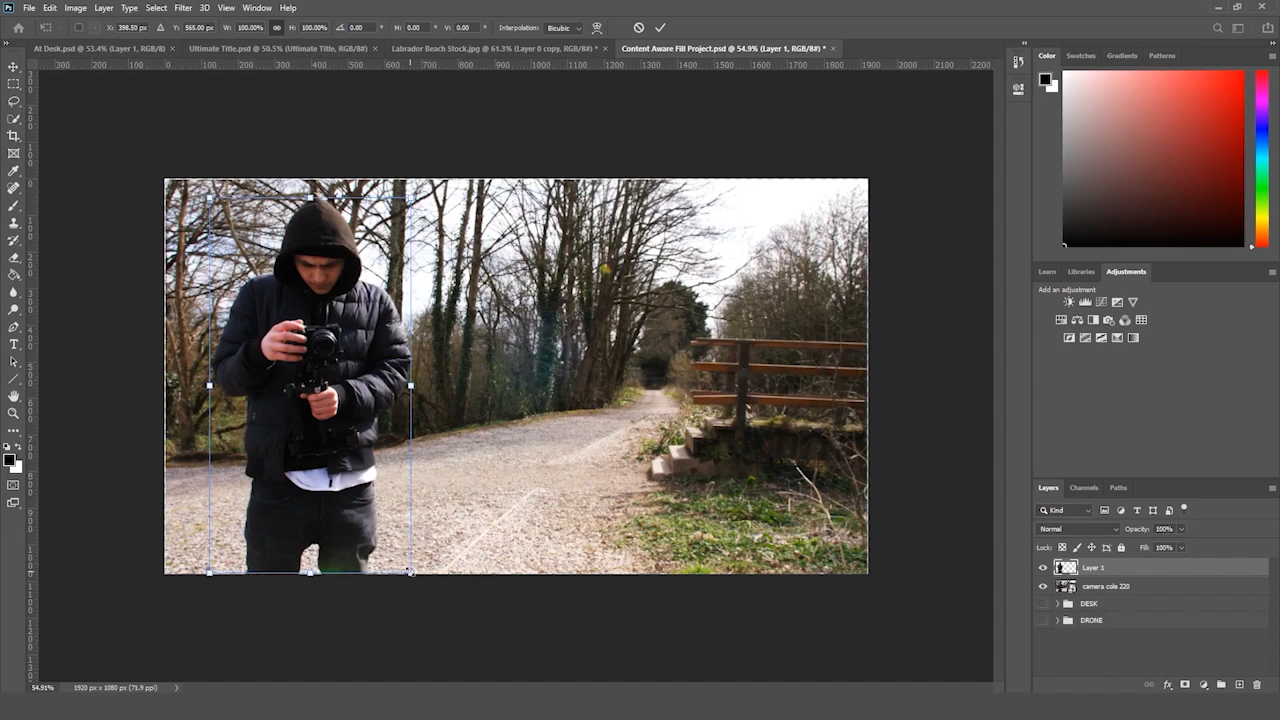 Ps File Edit Image Layer Type Select Filter 3D View Window Help
X: 398.50 px Y: 565.00 px W: 100.00% H: 100.00% 0.00 H: 0.00 V: 0.00 Interpolation: Bicubic
At Desk.psd @ 53.4% (Layer 1, RGB/8) × Ultimate Title.psd @ 50.5% (Ultimate Title, RGB/8#) × Labrador Beach Stock.jpg @ 61.3% (Layer 0 copy, RGB/8#) * × Content Aware Fill Project.psd @ 54.9% (Layer 1, RGB/8#) * ×
300 200 100 0 100 200 300 400 500 600 700 800 900 1000 1100 1200 1300 1400 1500 1600 1700 1800 1900 2000 2100 2200
Color Swatches Gradients Patterns
Learn Libraries Adjustments
Add an adjustment
Layers Channels Paths
Kind
Normal Opacity: 100%
Lock: Fill: 100%
Layer 1
camera cole 220
DESK
DRONE
54.91% 1920 px x 1080 px (71.9 ppi)